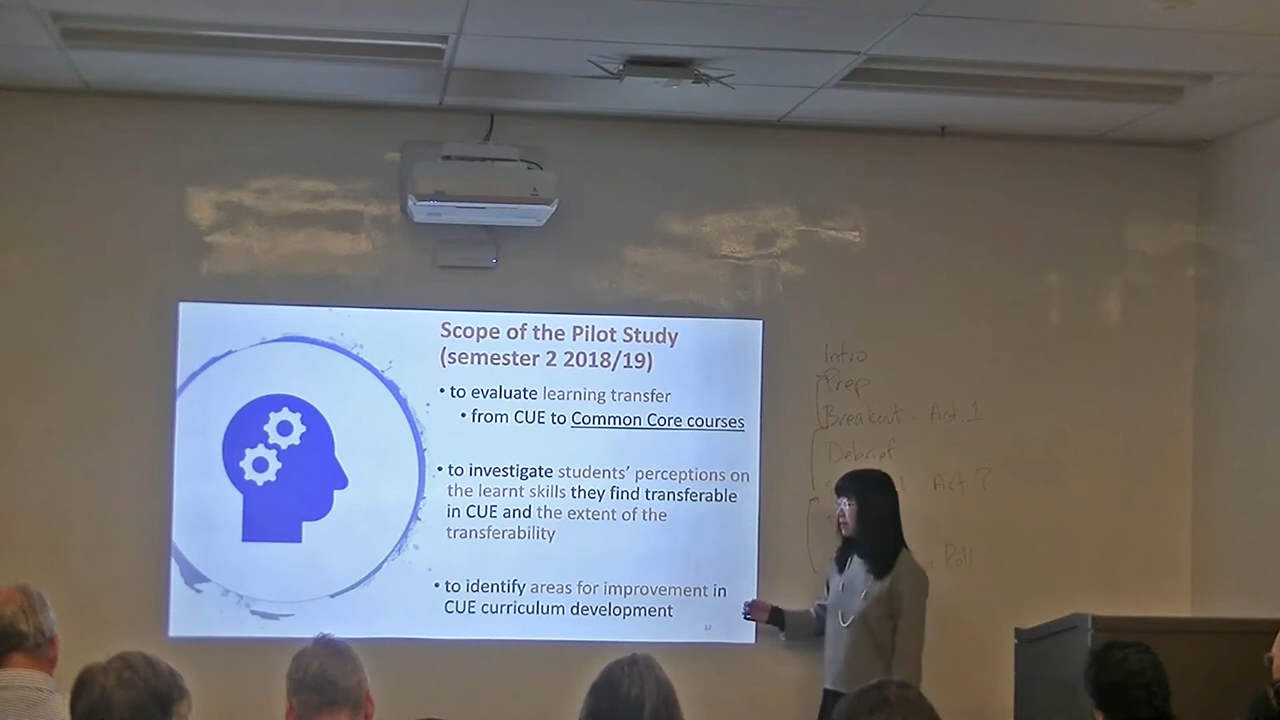 Scope of the Pilot Study
(semester 2 2018/19)
• to evaluate learning transfer
• from CUE to Common Core courses
• to investigate students’ perceptions on
the learnt skills they find transferable
in CUE and the extent of the
transferability
• to identify areas for improvement in
CUE curriculum development
12
Intro
Prep
Breakout - Act. 1
Debrief
Act 2
Poll